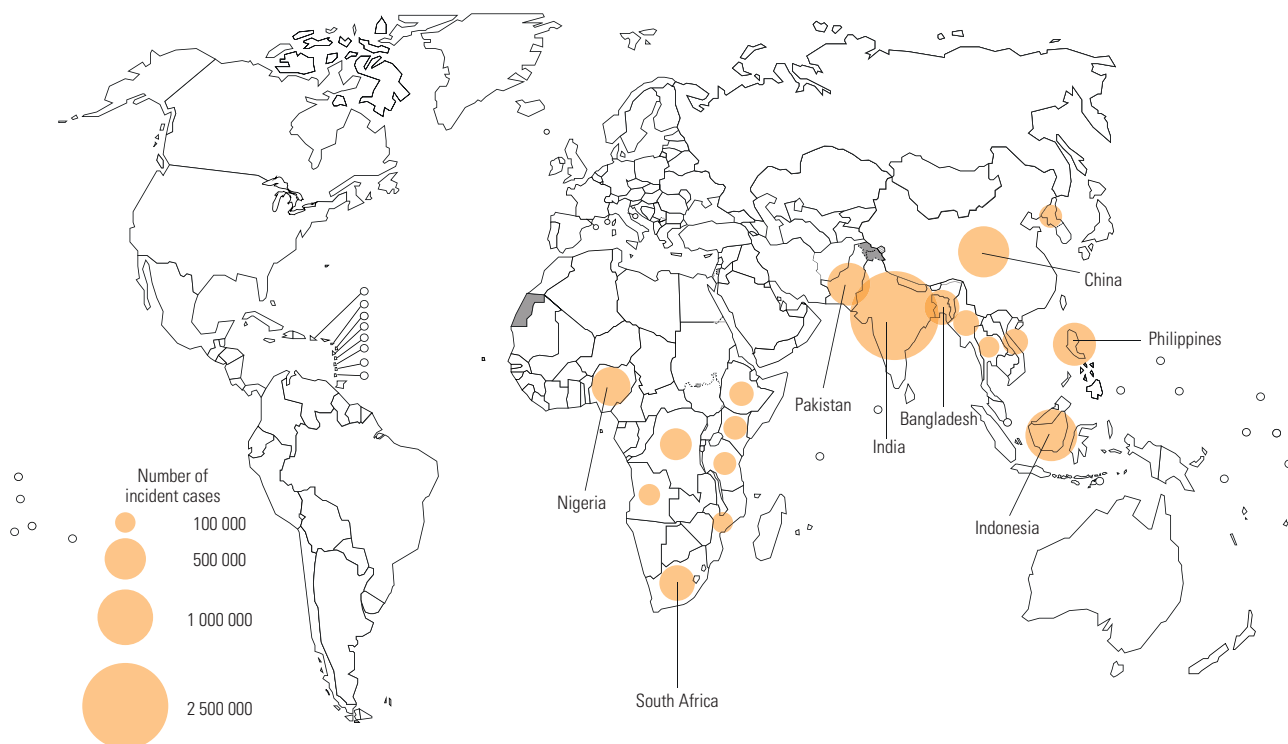 China
Philippines
Pakistan
Bangladesh
India
Number of
incident cases
Nigeria
100 000
Indonesia
500 000
1 000 000
South Africa
2 500 000